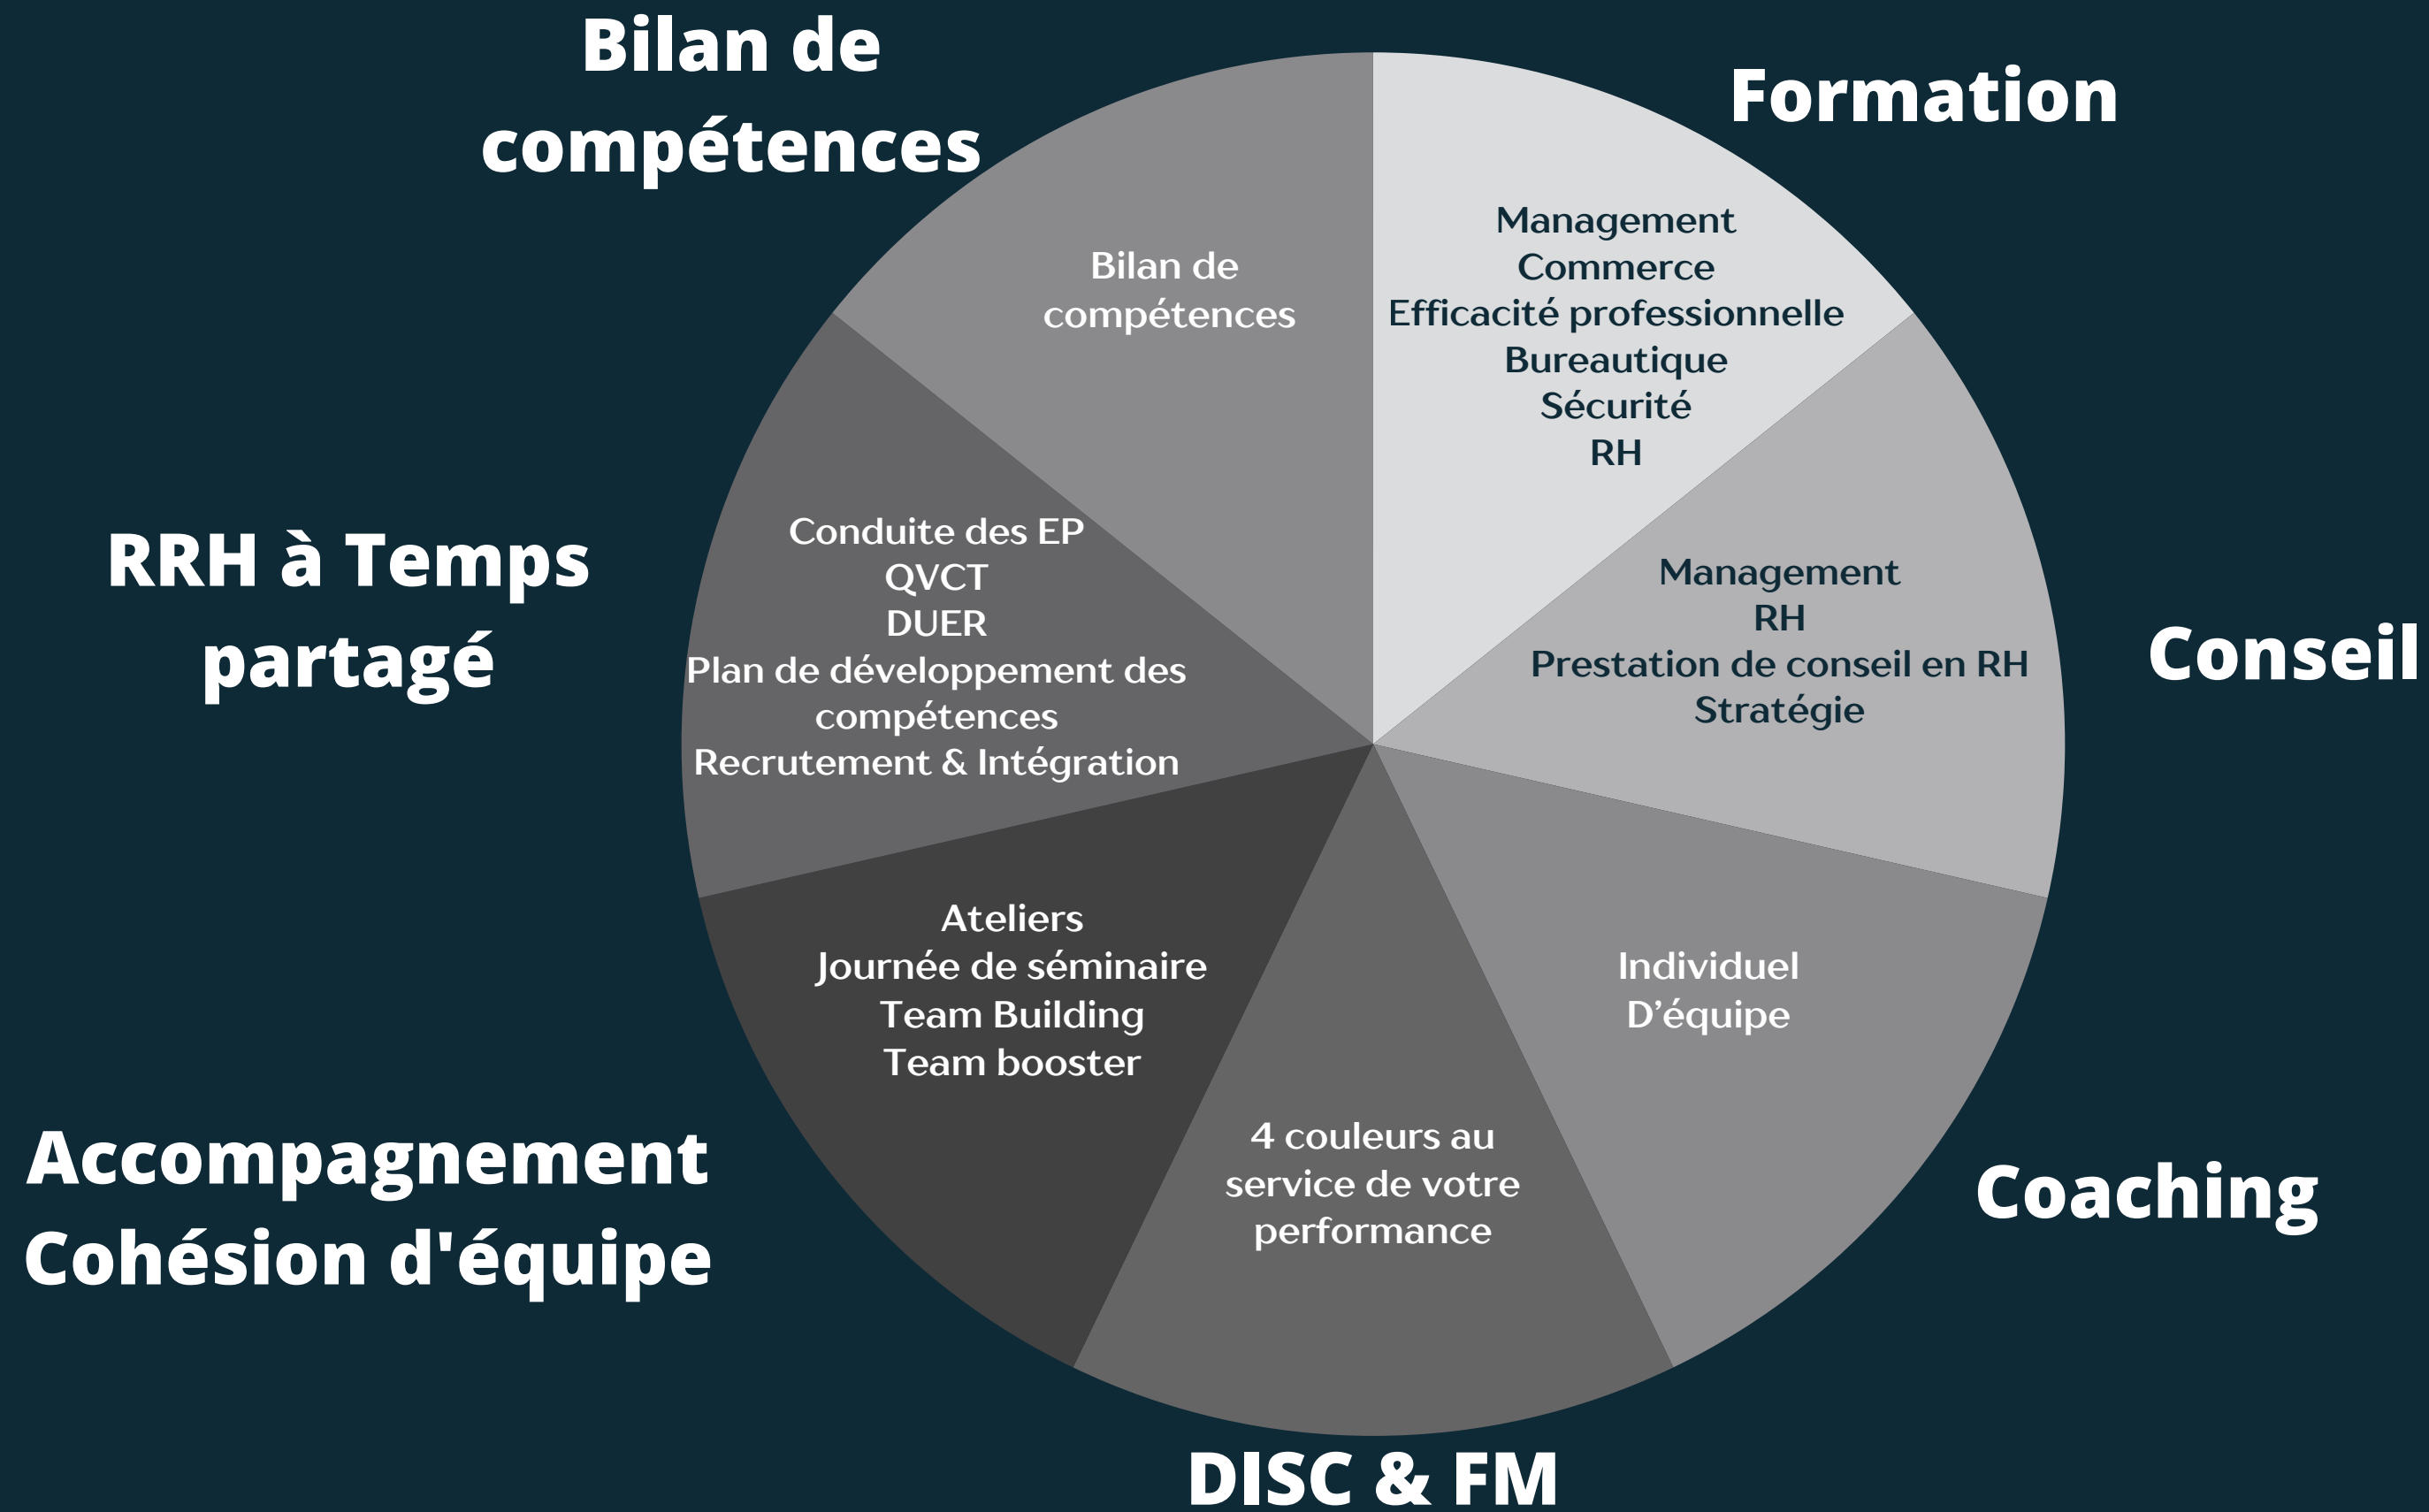 Bilan de
compétences
Formation
Management
Commerce
Efficacité professionnelle
Bureautique
Sécurité
RH
Bilan de
compétences
Conduite des EP
QVCT
DUER
Plan de développement des
compétences
Recrutement & Intégration
RRH à Temps
partagé
Management
RH
Prestation de conseil en RH
Stratégie
Conseil
Ateliers
Journée de séminaire
Team Building
Team booster
Individuel
D’équipe
4 couleurs au
service de votre
performance
Accompagnement
Cohésion d'équipe
Coaching
DISC & FM